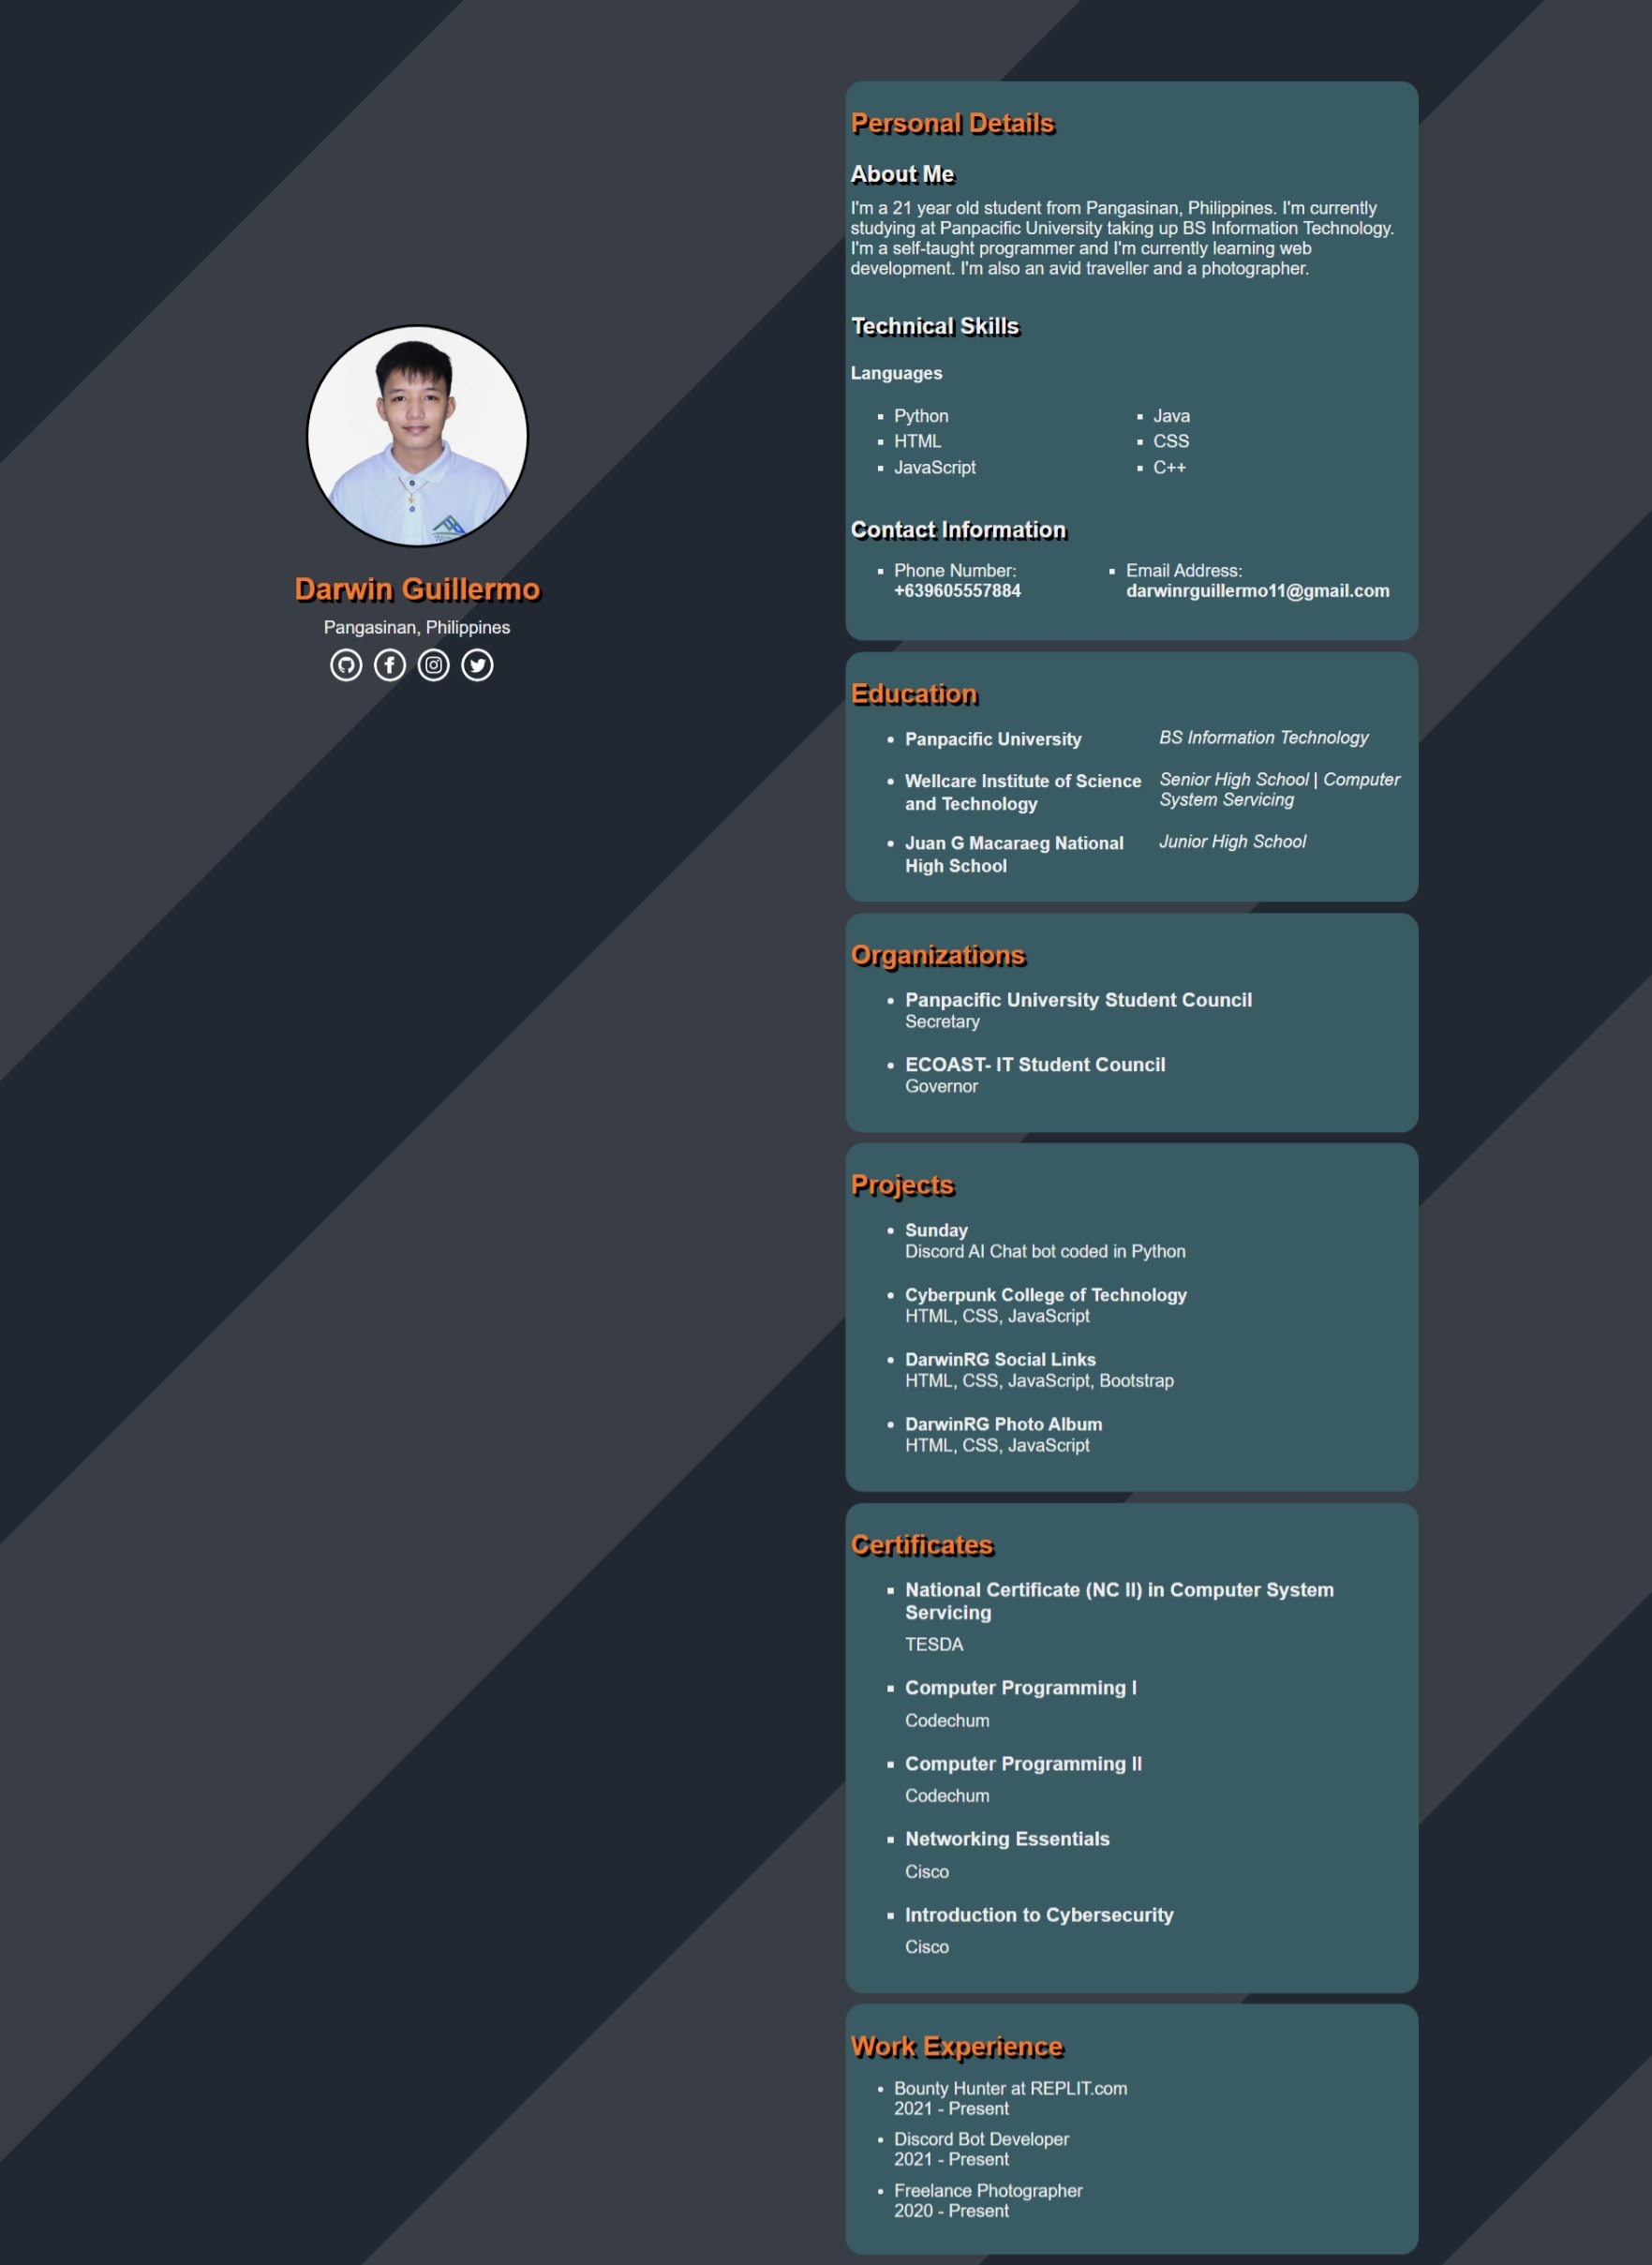 Darwin Guillermo
Pangasinan, Philippines
Personal Details
About Me
I'm a 21 year old student from Pangasinan, Philippines. I'm currently
studying at Panpacific University taking up BS Information Technology.
I'm a self-taught programmer and I'm currently learning web
development. I'm also an avid traveller and a photographer.
Technical Skills
Languages
Python
HTML
JavaScript
Java
CSS
C++
Contact Information
Phone Number:
+639605557884
Email Address:
darwinrguillermo11@gmail.com
Education
Panpacific University
BS Information Technology
Wellcare Institute of Science
and Technology
Senior High School | Computer
System Servicing
Juan G Macaraeg National
High School
Junior High School
Organizations
Panpacific University Student Council
Secretary
ECOAST- IT Student Council
Governor
Projects
Sunday
Discord AI Chat bot coded in Python
Cyberpunk College of Technology
HTML, CSS, JavaScript
DarwinRG Social Links
HTML, CSS, JavaScript, Bootstrap
DarwinRG Photo Album
HTML, CSS, JavaScript
Certificates
National Certificate (NC II) in Computer System
Servicing
TESDA
Computer Programming I
Codechum
Computer Programming II
Codechum
Networking Essentials
Cisco
Introduction to Cybersecurity
Cisco
Work Experience
Bounty Hunter at REPLIT.com
2021 - Present
Discord Bot Developer
2021 - Present
Freelance Photographer
2020 - Present